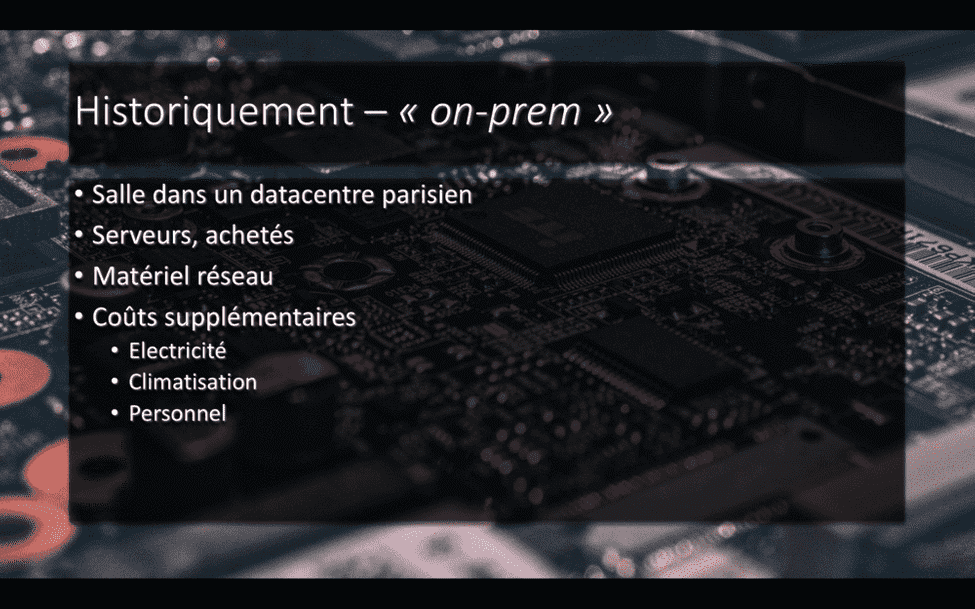 Historiquement – « on-prem »
• Salle dans un datacentre parisien
• Serveurs, achetés
• Matériel réseau
• Coûts supplémentaires
• Electricité
• Climatisation
• Personnel